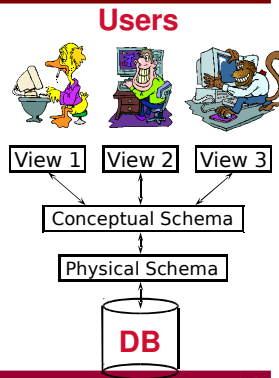 Users
View 1 View 2 View 3
Conceptual Schema
Physical Schema
DB